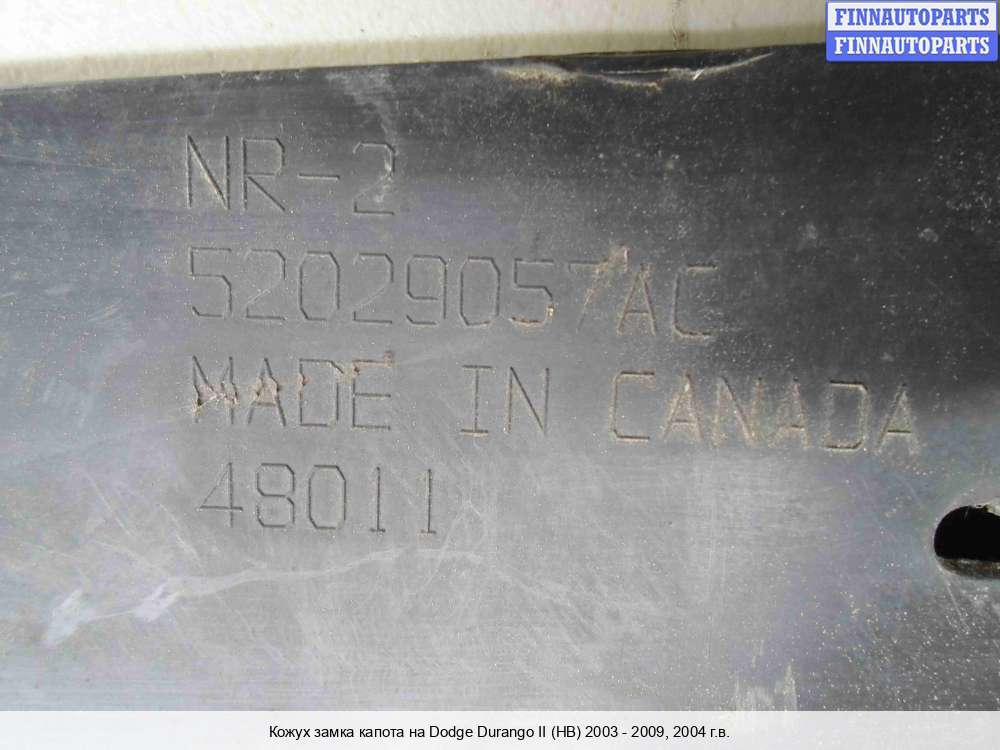 FINNAUTOPARTS
FINNAUTOPARTS
NR-2
52029057AC
MADE IN CANADA
48011
Кожух замка капота на Dodge Durango II (HB) 2003 - 2009, 2004 г.в.